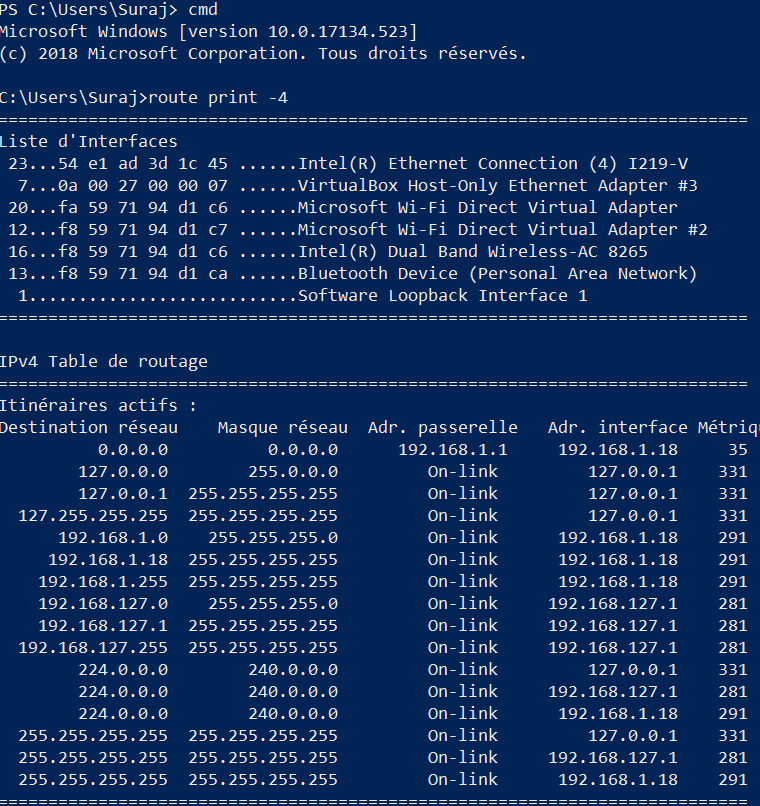 PS C:\Users\Suraj> cmd
Microsoft Windows [version 10.0.17134.523]
(c) 2018 Microsoft Corporation. Tous droits réservés.
C:\Users\Suraj>route print -4
===========================================================================
Liste d'Interfaces
 23...54 e1 ad 3d 1c 45 ......Intel(R) Ethernet Connection (4) I219-V
  7...0a 00 27 00 00 07 ......VirtualBox Host-Only Ethernet Adapter #3
 20...fa 59 71 94 d1 c6 ......Microsoft Wi-Fi Direct Virtual Adapter
 12...f8 59 71 94 d1 c7 ......Microsoft Wi-Fi Direct Virtual Adapter #2
 16...f8 59 71 94 d1 c6 ......Intel(R) Dual Band Wireless-AC 8265
 13...f8 59 71 94 d1 ca ......Bluetooth Device (Personal Area Network)
  1...........................Software Loopback Interface 1
===========================================================================
IPv4 Table de routage
===========================================================================
Itinéraires actifs :
Destination réseau    Masque réseau  Adr. passerelle   Adr. interface Métriq
          0.0.0.0          0.0.0.0      192.168.1.1     192.168.1.18     35
        127.0.0.0        255.0.0.0         On-link         127.0.0.1    331
        127.0.0.1  255.255.255.255         On-link         127.0.0.1    331
  127.255.255.255  255.255.255.255         On-link         127.0.0.1    331
      192.168.1.0    255.255.255.0         On-link      192.168.1.18    291
     192.168.1.18  255.255.255.255         On-link      192.168.1.18    291
    192.168.1.255  255.255.255.255         On-link      192.168.1.18    291
    192.168.127.0    255.255.255.0         On-link     192.168.127.1    281
    192.168.127.1  255.255.255.255         On-link     192.168.127.1    281
  192.168.127.255  255.255.255.255         On-link     192.168.127.1    281
        224.0.0.0        240.0.0.0         On-link         127.0.0.1    331
        224.0.0.0        240.0.0.0         On-link     192.168.127.1    281
        224.0.0.0        240.0.0.0         On-link      192.168.1.18    291
  255.255.255.255  255.255.255.255         On-link         127.0.0.1    331
  255.255.255.255  255.255.255.255         On-link     192.168.127.1    281
  255.255.255.255  255.255.255.255         On-link      192.168.1.18    291
===========================================================================